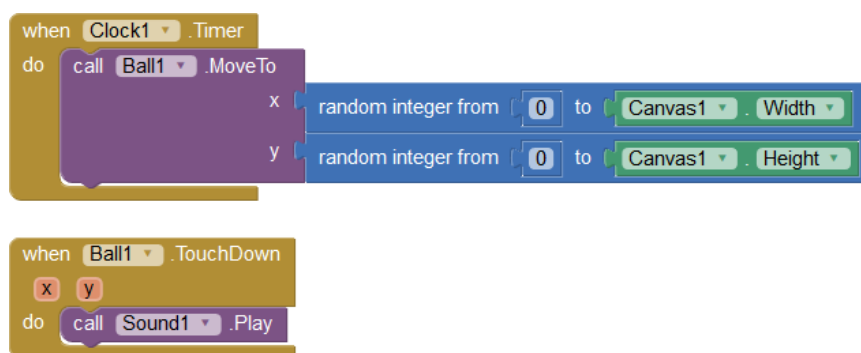 when Clock1 .Timer
do call Ball1 .MoveTo
x random integer from 0 to Canvas1 . Width
y random integer from 0 to Canvas1 . Height
when Ball1 .TouchDown
x y
do call Sound1 .Play